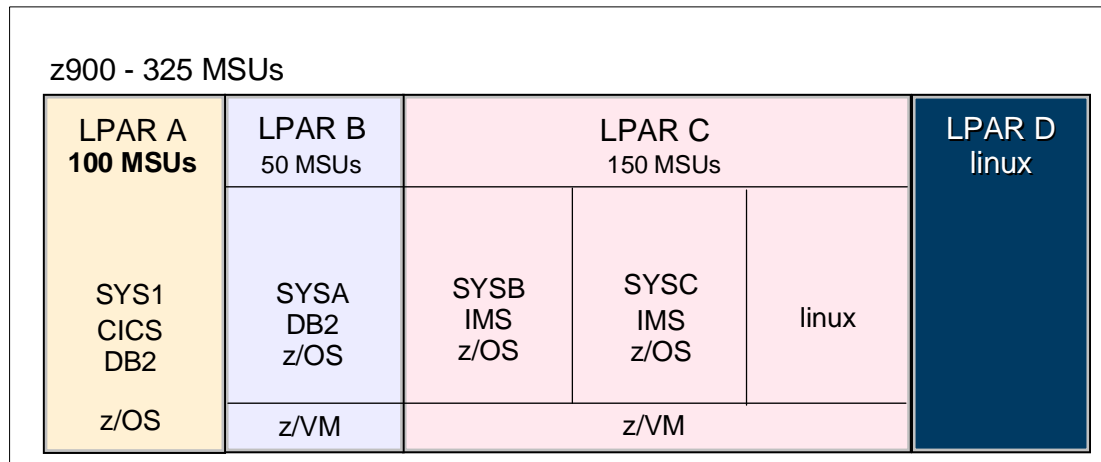 z900 - 325 MSUs
LPAR A
100 MSUs
SYS1
CICS
DB2
z/OS
LPAR B
50 MSUs
SYSA
DB2
z/OS
z/VM
LPAR C
150 MSUs
SYSB
IMS
z/OS
SYSC
IMS
z/OS
linux
z/VM
LPAR D
linux